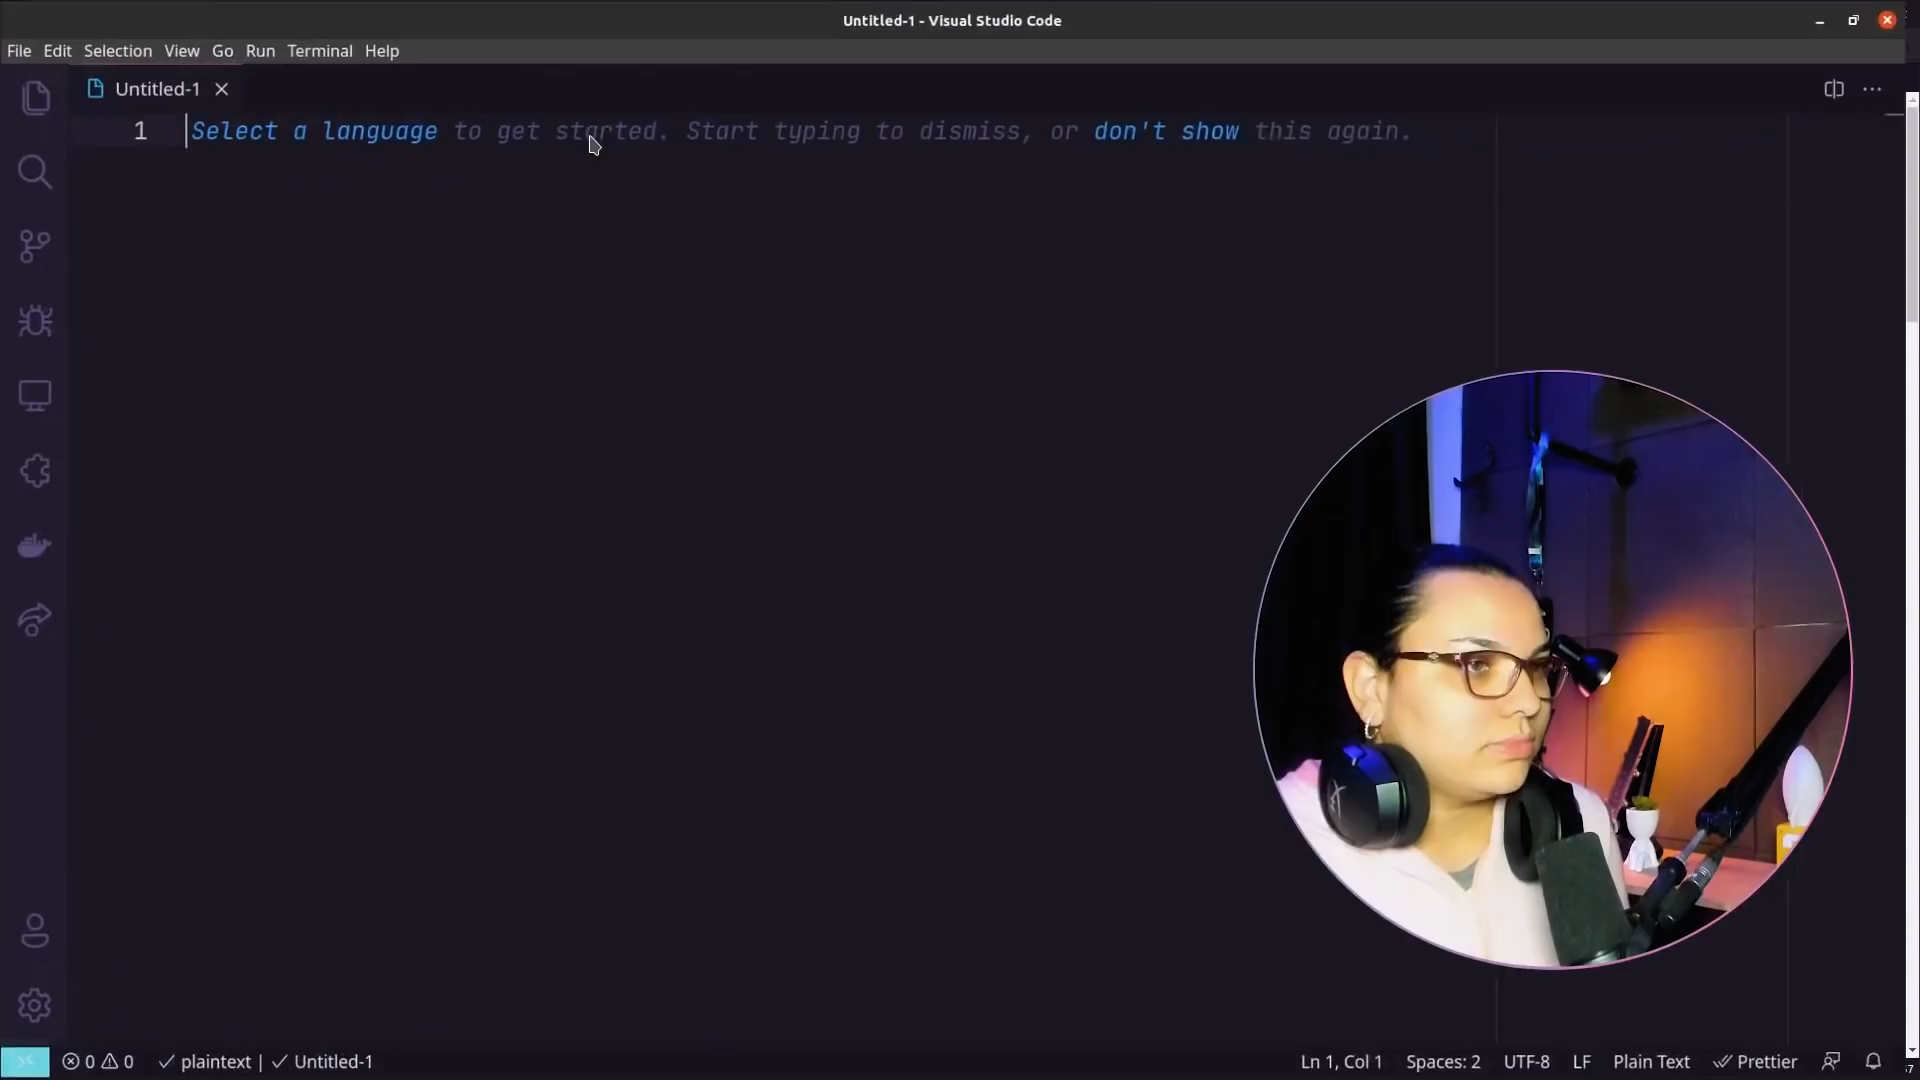 Untitled-1 - Visual Studio Code
File Edit Selection View Go Run Terminal Help
Untitled-1
1 Select a language to get started. Start typing to dismiss, or don't show this again.
0 0 plaintext | Untitled-1 Ln 1, Col 1 Spaces: 2 UTF-8 LF Plain Text Prettier